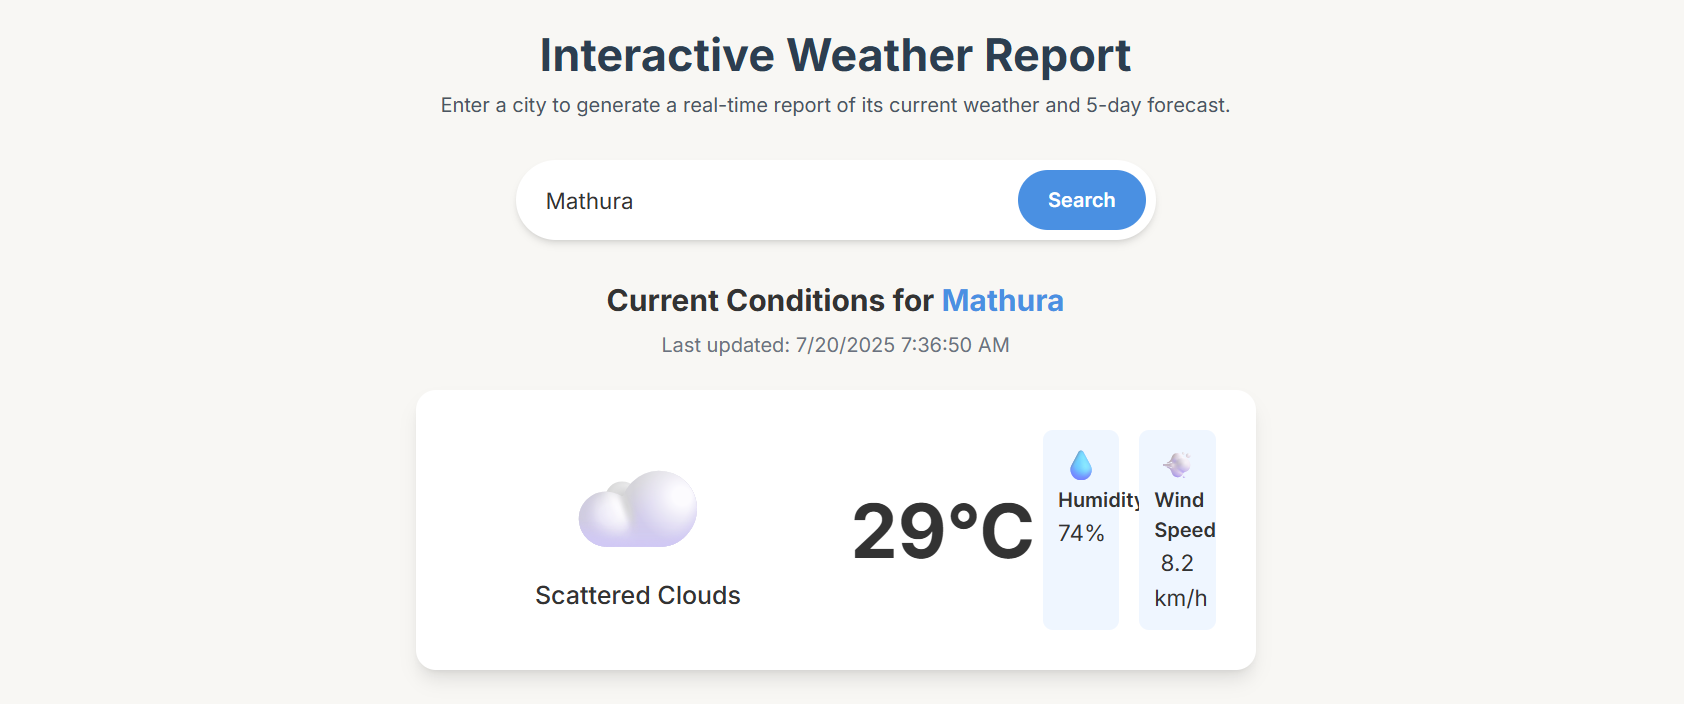 Interactive Weather Report
Enter a city to generate a real-time report of its current weather and 5-day forecast.
Mathura
Search
Current Conditions for Mathura
Last updated: 7/20/2025 7:36:50 AM
Scattered Clouds
29°C
Humidity
74%
Wind
Speed
8.2
km/h